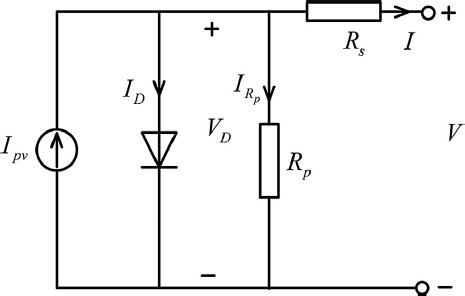 +
R_s
I
+
I_D
I_{R_p}
V_D
V
I_{pv}
R_p
−
−